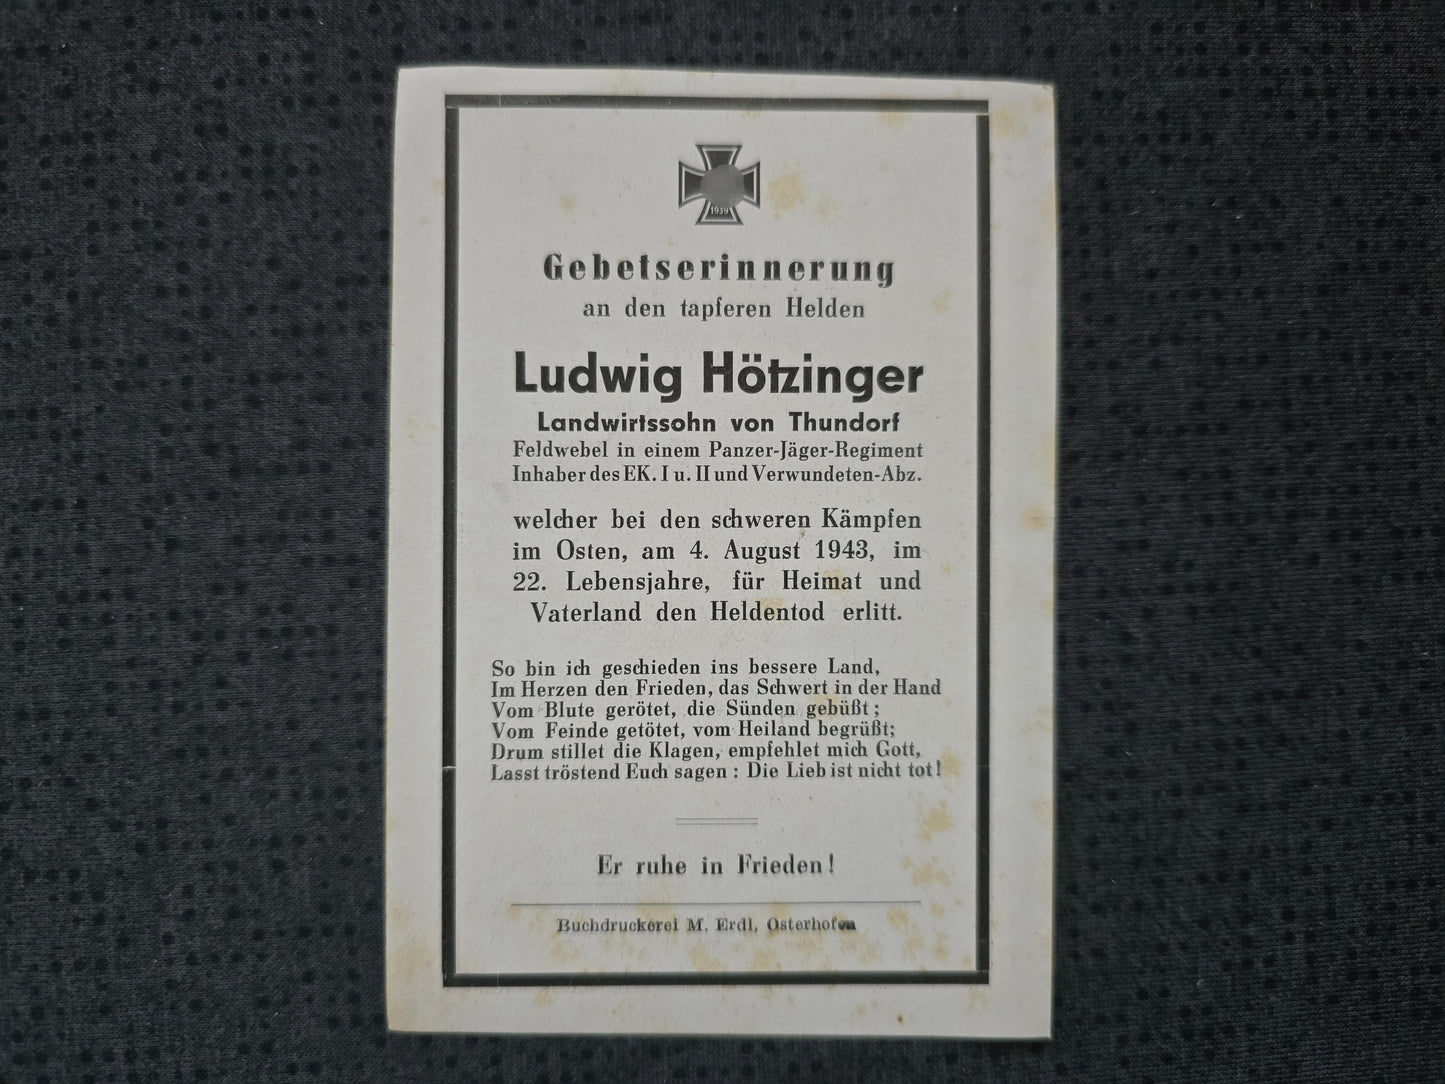 1939
Gebetserinnerung
an den tapferen Helden
Ludwig Hötzinger
Landwirtssohn von Thundorf
Feldwebel in einem Panzer-Jäger-Regiment
Inhaber des EK. I u. II und Verwundeten-Abz.
welcher bei den schweren Kämpfen
im Osten, am 4. August 1943, im
22. Lebensjahre, für Heimat und
Vaterland den Heldentod erlitt.
So bin ich geschieden ins bessere Land,
Im Herzen den Frieden, das Schwert in der Hand
Vom Blute gerötet, die Sünden gebüßt;
Vom Feinde getötet, vom Heiland begrüßt;
Drum stillet die Klagen, empfehlet mich Gott,
Lasst tröstend Euch sagen: Die Lieb ist nicht tot!
Er ruhe in Frieden!
Buchdruckerei M. Erdl, Osterhofen